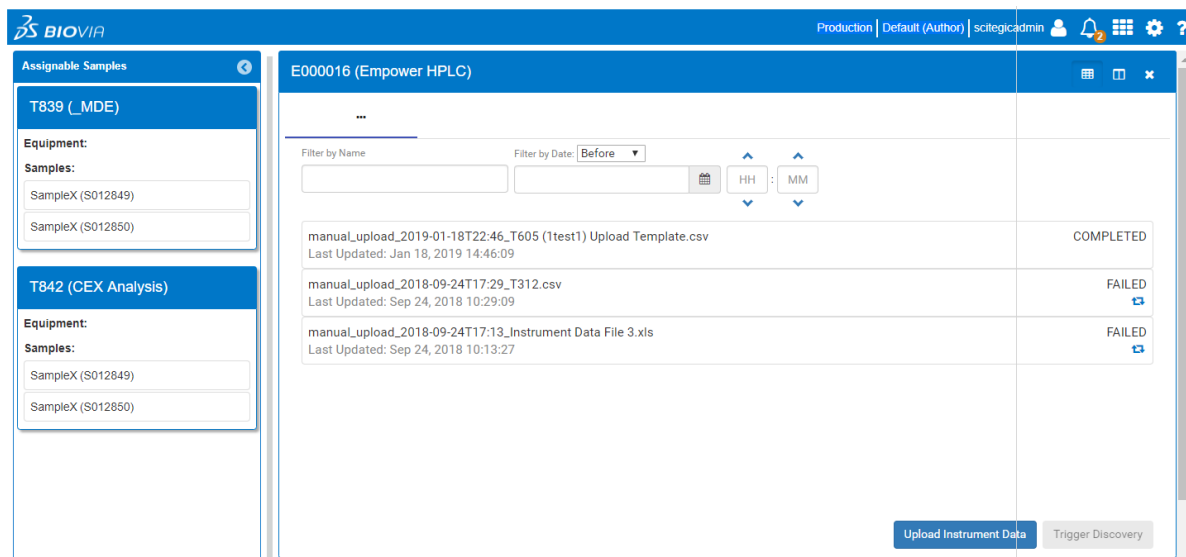 3S BIOVIA
Production Default (Author) scitegicadmin 2 ?
Assignable Samples
T839 (_MDE)
Equipment:
Samples:
SampleX (S012849)
SampleX (S012850)
T842 (CEX Analysis)
Equipment:
Samples:
SampleX (S012849)
SampleX (S012850)
E000016 (Empower HPLC)
...
Filter by Name
Filter by Date: Before
HH : MM
manual_upload_2019-01-18T22:46_T605 (1test1) Upload Template.csv COMPLETED
Last Updated: Jan 18, 2019 14:46:09
manual_upload_2018-09-24T17:29_T312.csv FAILED
Last Updated: Sep 24, 2018 10:29:09
manual_upload_2018-09-24T17:13_Instrument Data File 3.xls FAILED
Last Updated: Sep 24, 2018 10:13:27
Upload Instrument Data Trigger Discovery